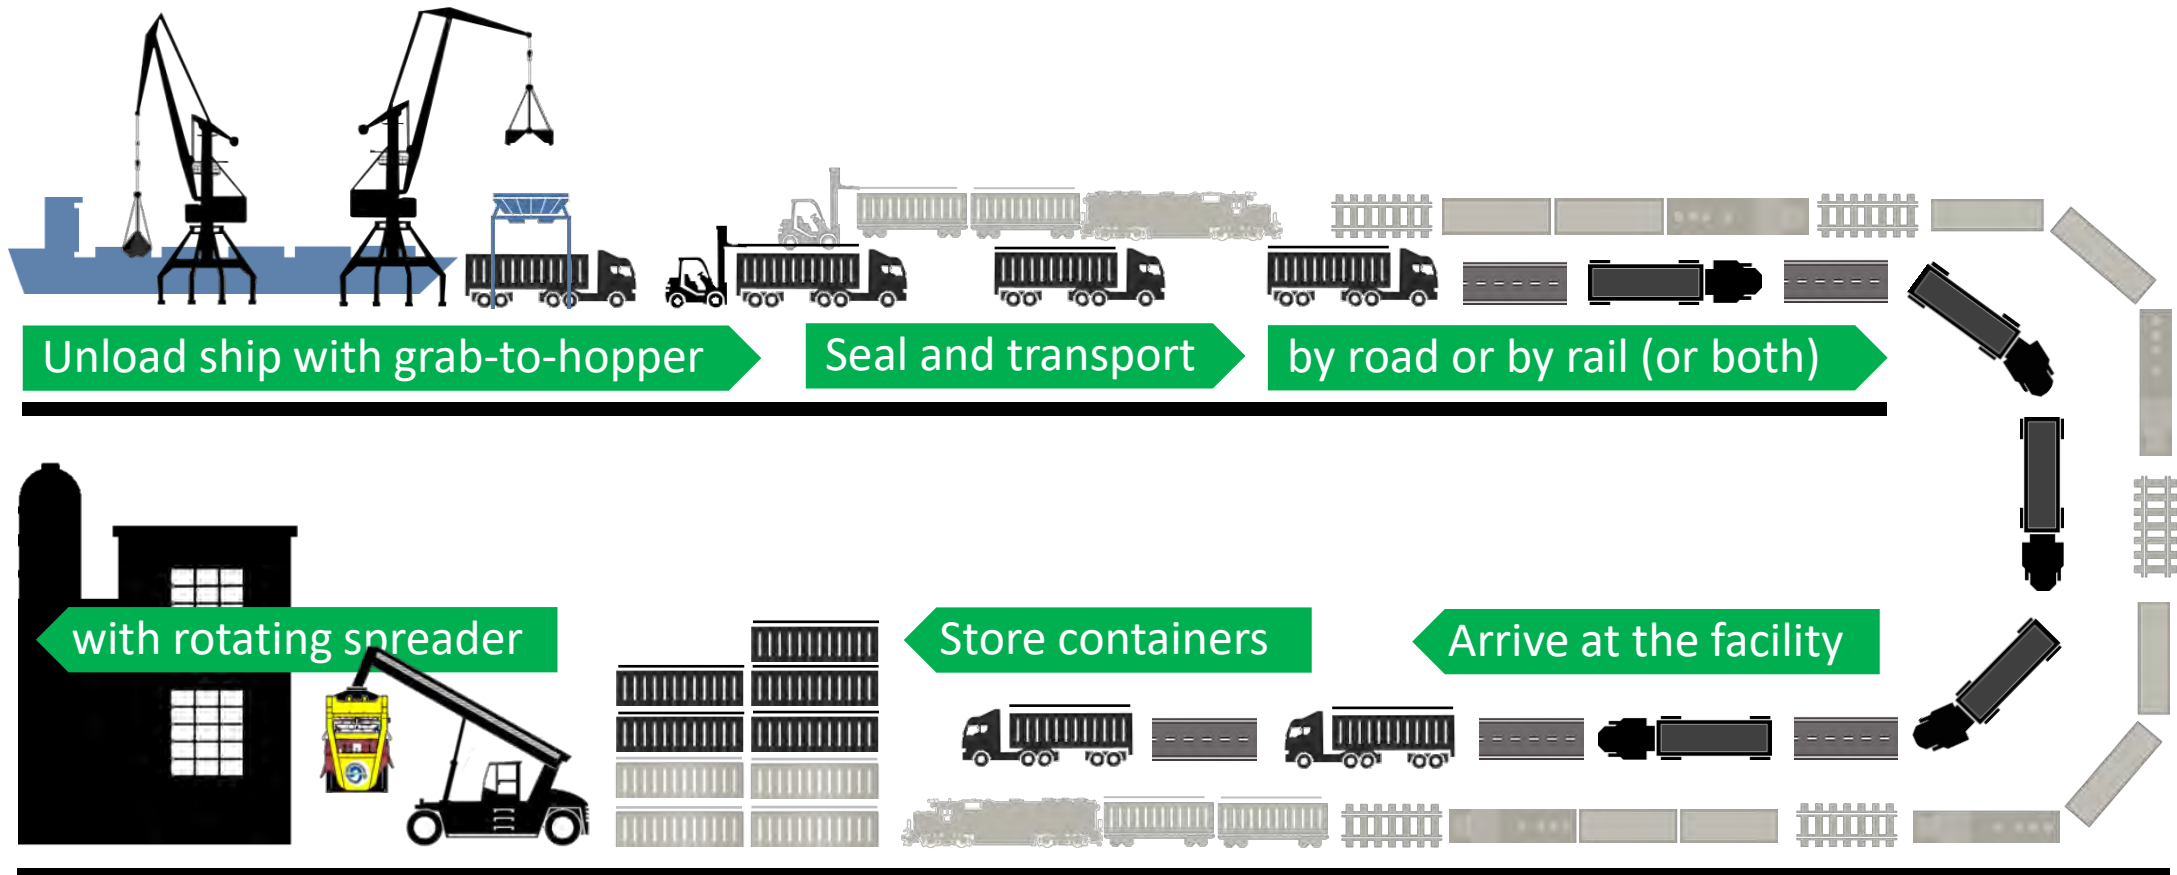 Unload ship with grab-to-hopper
Seal and transport
by road or by rail (or both)
Arrive at the facility
Store containers
with rotating spreader